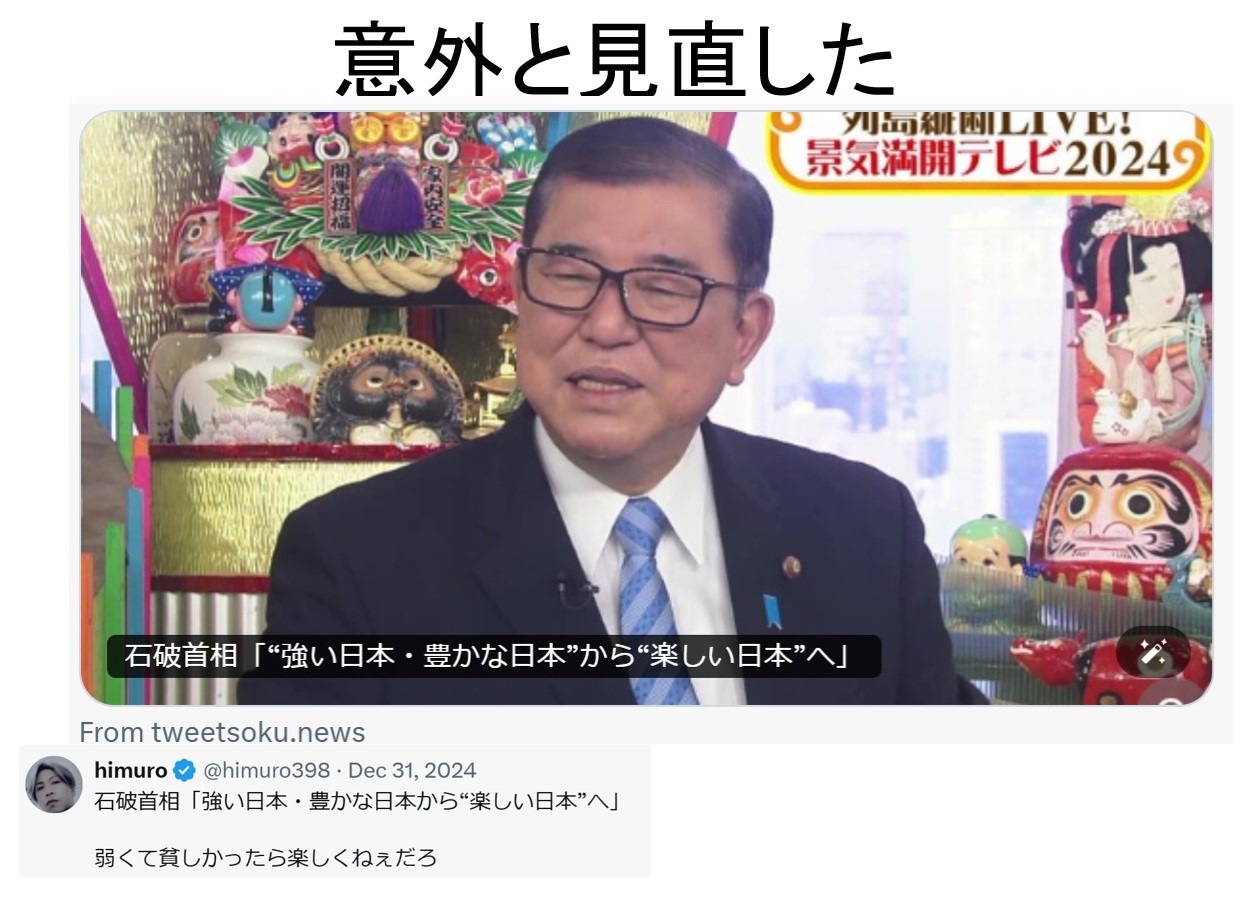 意外と見直した
列島縦断LIVE!
景気満開テレビ2024
開運招福
家内安全
石破首相「“強い日本・豊かな日本”から“楽しい日本”へ」
From tweetsoku.news
himuro @himuro398 · Dec 31, 2024
石破首相「強い日本・豊かな日本から“楽しい日本”へ」
弱くて貧しかったら楽しくねぇだろ